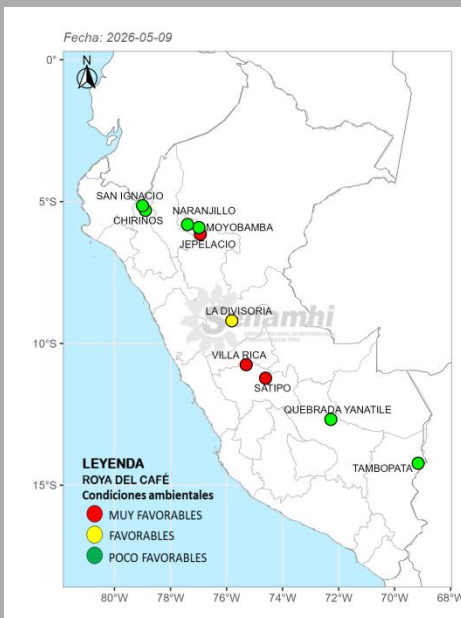 Fecha: 2026-05-09
N
0°
5°S
10°S
15°S
SAN IGNACIO
CHIRINOS
NARANJILLO
MOYOBAMBA
JEPELACIO
LA DIVISORIA
Senamhi
VILLA RICA
SATIPO
QUEBRADA YANATILE
TAMBOPATA
LEYENDA
ROYA DEL CAFÉ
Condiciones ambientales
MUY FAVORABLES
FAVORABLES
POCO FAVORABLES
80°W 78°W 76°W 74°W 72°W 70°W 68°W